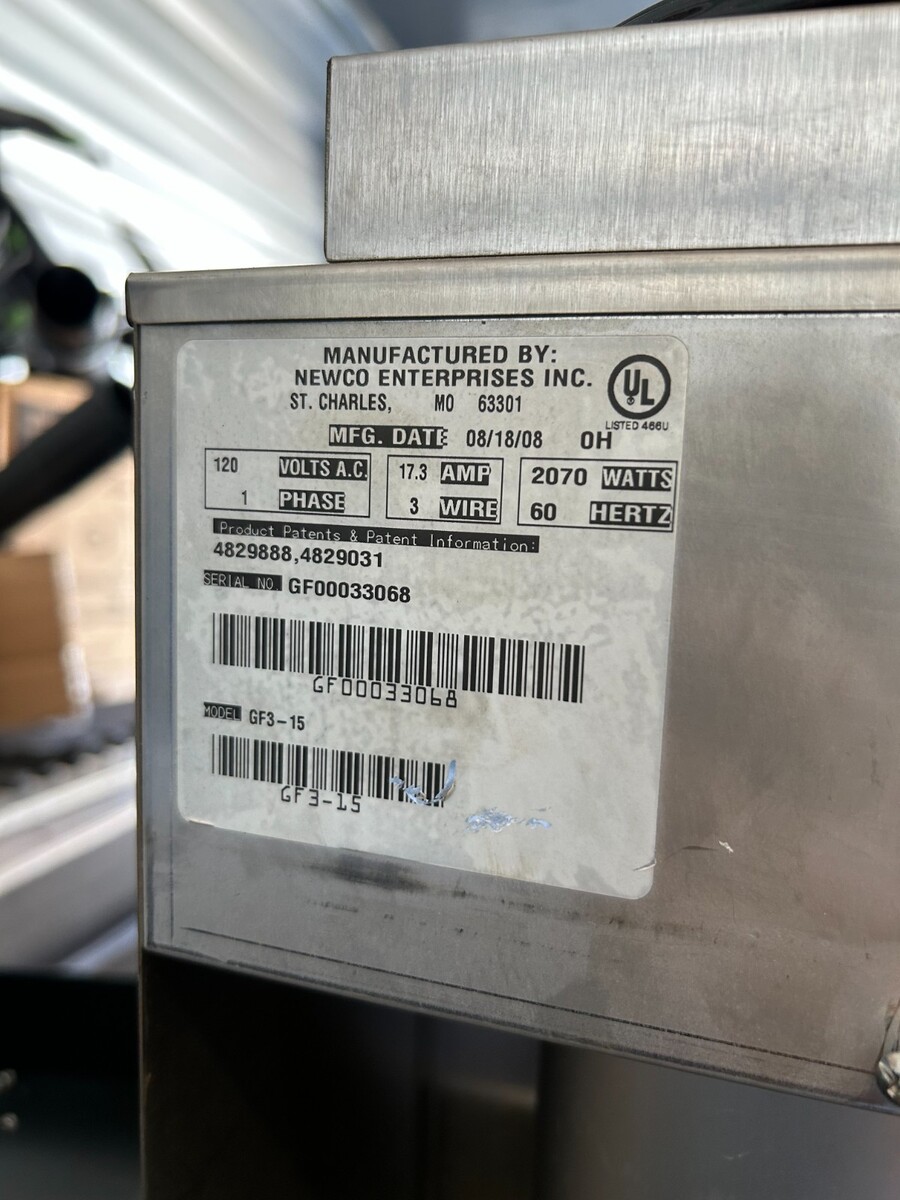 MANUFACTURED BY:
NEWCO ENTERPRISES INC.
ST. CHARLES, MO 63301
UL
LISTED 466U
MFG. DATE 08/18/08 OH
120 VOLTS A.C. 17.3 AMP 2070 WATTS
1 PHASE 3 WIRE 60 HERTZ
Product Patents & Patent Information:
4829888,4829031
SERIAL NO. GF00033068
GF00033068
MODEL GF3-15
GF3-15